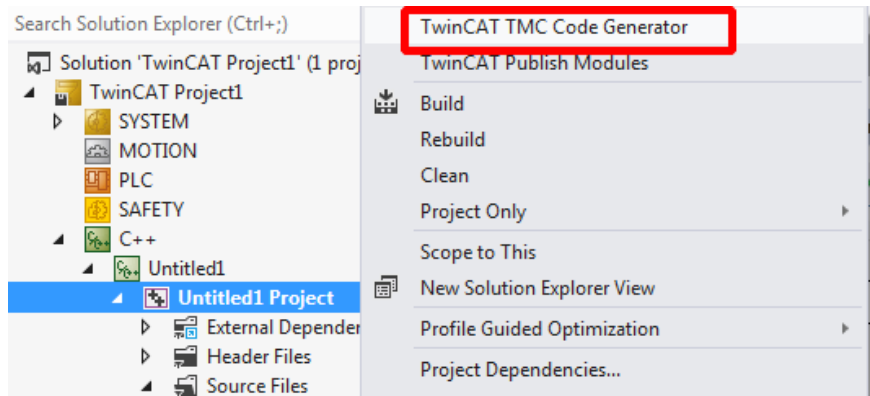 Search Solution Explorer (Ctrl+;)
Solution 'TwinCAT Project1' (1 proj
TwinCAT Project1
SYSTEM
MOTION
PLC
SAFETY
C++
Untitled1
Untitled1 Project
External Depender
Header Files
Source Files
TwinCAT TMC Code Generator
TwinCAT Publish Modules
Build
Rebuild
Clean
Project Only
Scope to This
New Solution Explorer View
Profile Guided Optimization
Project Dependencies...